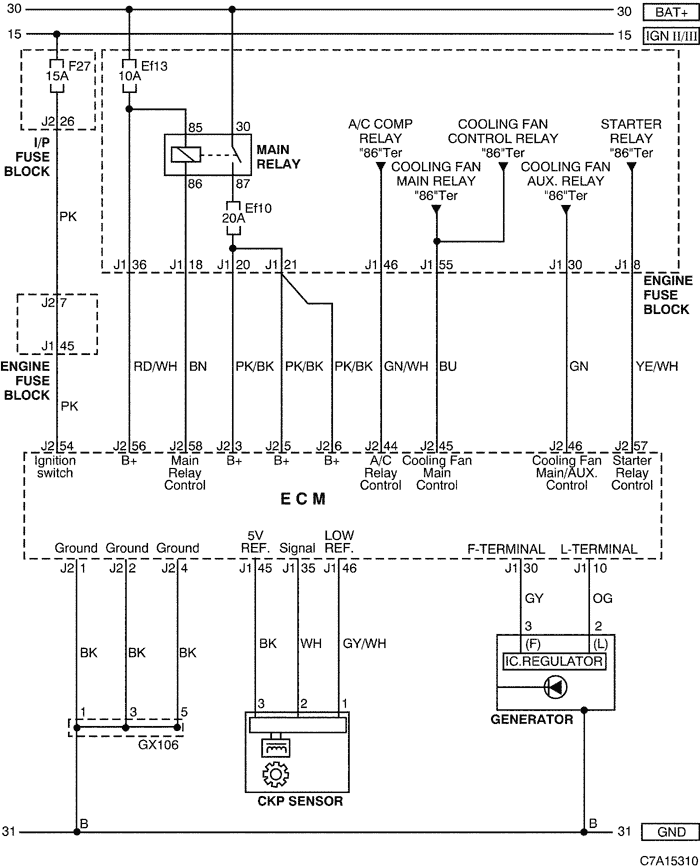 30 30 BAT+
15 15 IGN II/III
F27
15A
Ef13
10A
J2 26
I/P
FUSE
BLOCK
85 30
MAIN
RELAY
86 87
Ef10
20A
A/C COMP
RELAY
"86"Ter
COOLING FAN
CONTROL RELAY
"86"Ter
STARTER
RELAY
"86"Ter
COOLING FAN
MAIN RELAY
"86"Ter
COOLING FAN
AUX. RELAY
"86"Ter
PK
J1 36 J1 18 J1 20 J1 21 J1 46 J1 55 J1 30 J1 8
ENGINE
FUSE
BLOCK
J2 7
J1 45
ENGINE
FUSE
BLOCK
RD/WH BN PK/BK PK/BK PK/BK GN/WH BU GN YE/WH
PK
J2 54 J2 56 J2 58 J2 3 J2 5 J2 6 J2 44 J2 45 J2 46 J2 57
Ignition
switch
B+
Main
Relay
Control
B+
B+
B+
A/C
Relay
Control
Cooling Fan
Main
Control
Cooling Fan
Main/AUX.
Control
Starter
Relay
Control
ECM
Ground Ground Ground
5V
REF.
Signal
LOW
REF.
F-TERMINAL L-TERMINAL
J2 1 J2 2 J2 4 J1 45 J1 35 J1 46 J1 30 J1 10
GY OG
3 2
BK BK BK BK WH GY/WH
(F) (L)
IC.REGULATOR
GENERATOR
1 3 5
3 2 1
GX106
CKP SENSOR
31 B B 31 GND
C7A15310